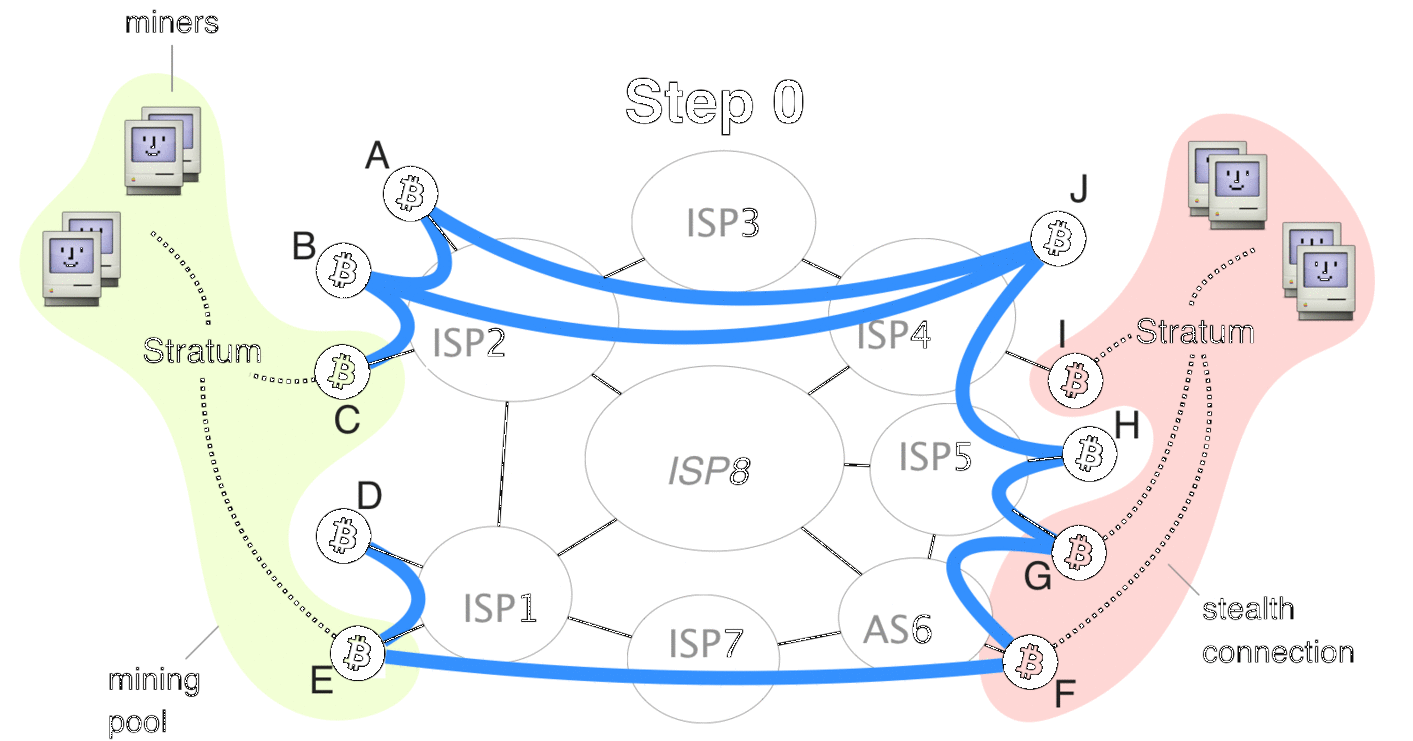 miners
Step 0
A
J
B
ISP3
I
Stratum
ISP2
ISP4
Stratum
C
H
ISP5
ISP8
D
G
ISP1
AS6
ISP7
stealth
connection
E
F
mining
pool